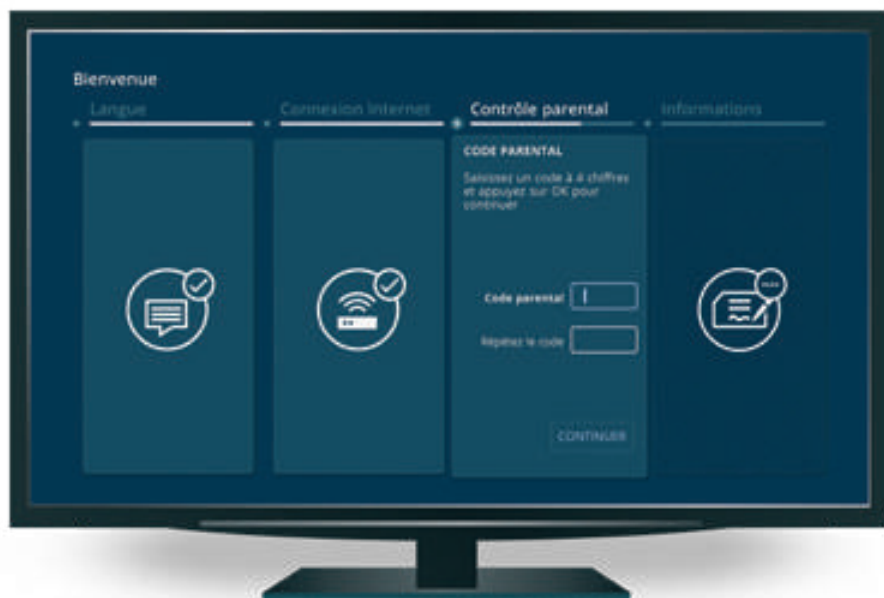 Bienvenue
Langue
Connexion Internet
Contrôle parental
Informations
CODE PARENTAL
Saisissez un code à 4 chiffres
et appuyez sur OK pour
continuer
Code parental
Répétez le code
CONTINUER